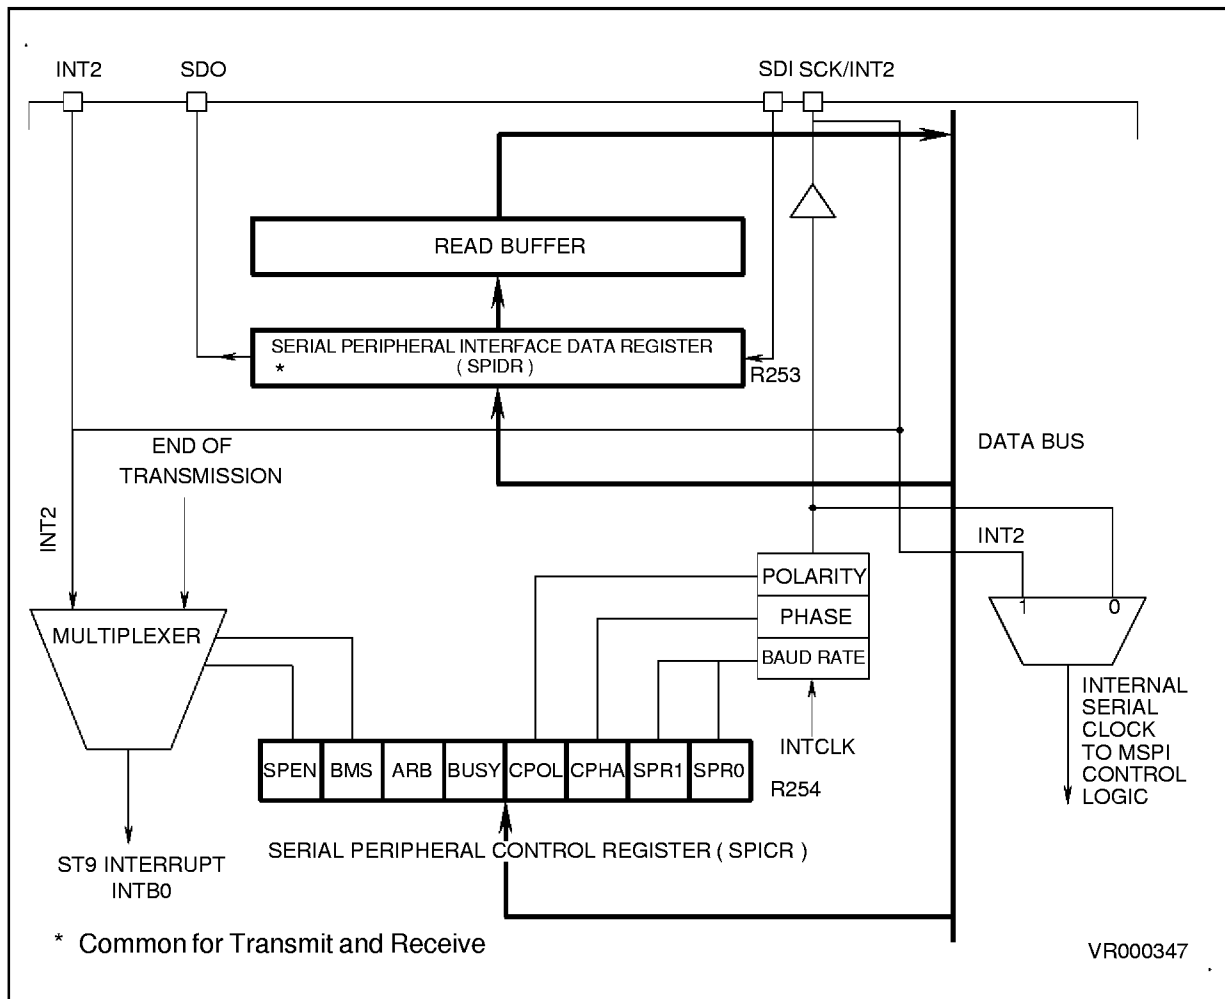 INT2
SDO
SDI SCK/INT2
READ BUFFER
SERIAL PERIPHERAL INTERFACE DATA REGISTER
* ( SPIDR )
R253
END OF
TRANSMISSION
DATA BUS
INT2
INT2
POLARITY
PHASE
BAUD RATE
1 0
MULTIPLEXER
INTERNAL
SERIAL
CLOCK
TO MSPI
CONTROL
LOGIC
INTCLK
SPEN BMS ARB BUSY CPOL CPHA SPR1 SPR0
R254
SERIAL PERIPHERAL CONTROL REGISTER ( SPICR )
ST9 INTERRUPT
INTB0
* Common for Transmit and Receive
VR000347